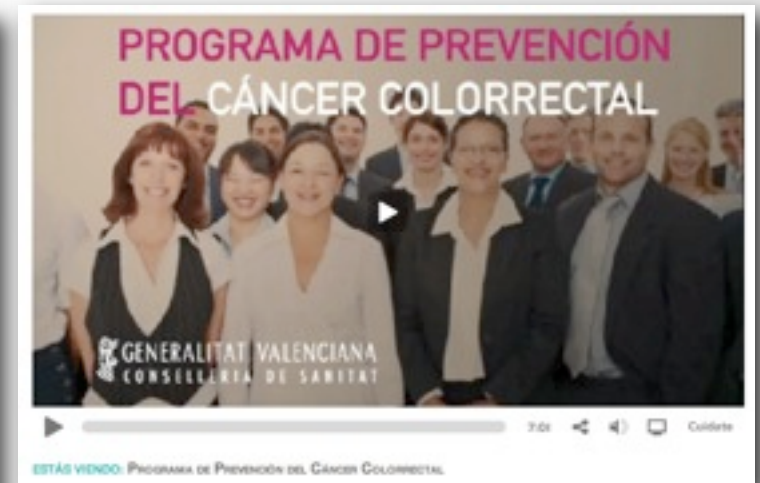 PROGRAMA DE PREVENCIÓN
DEL CÁNCER COLORRECTAL
GENERALITAT VALENCIANA
CONSELLERIA DE SANITAT
7:01
Cuídate
ESTÁS VIENDO: PROGRAMA DE PREVENCIÓN DEL CÁNCER COLORRECTAL